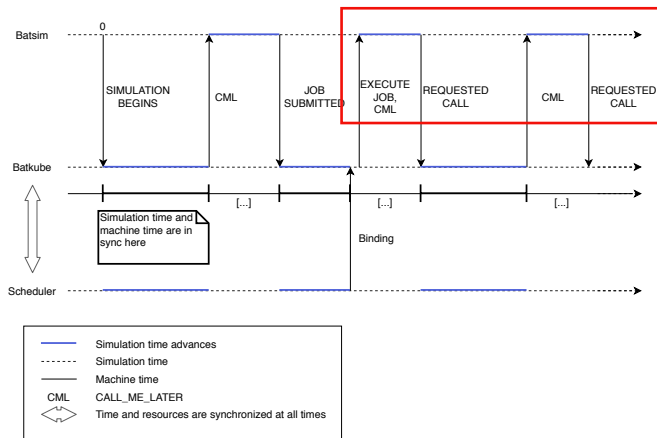 0
Batsim
SIMULATION
BEGINS
CML
JOB
SUBMITTED
EXECUTE
JOB,
CML
REQUESTED
CALL
CML
REQUESTED
CALL
Batkube
[...]
[...]
[...]
Simulation time and
machine time are in
sync here
Binding
Scheduler
Simulation time advances
Simulation time
Machine time
CML CALL_ME_LATER
Time and resources are synchronized at all times